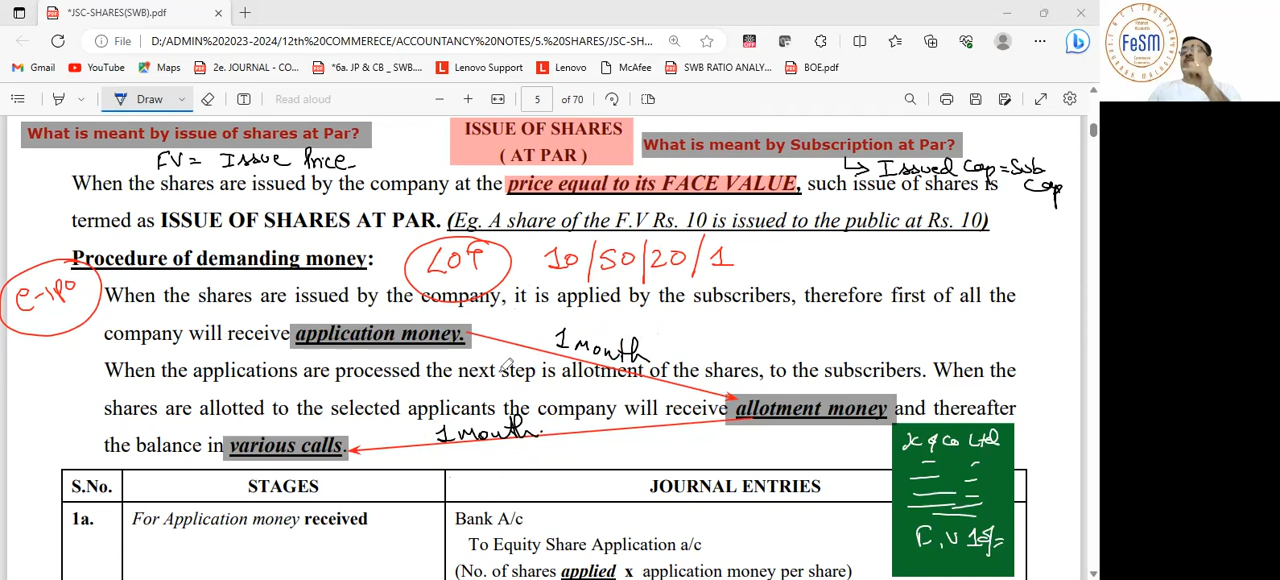 *JSC-SHARES(SWB).pdf
File
D:/ADMIN%202023-2024/12th%20COMMERECE/ACCOUNTANCE%20NOTES/5.%20SHARES/JSC-SH...
Gmail
YouTube
Maps
2e. JOURNAL - CO...
*6a. JP & CB _ SWB...
Lenovo Support
Lenovo
McAfee
SWB RATIO ANALY...
BOE.pdf
Draw
Read aloud
5 of 70
FeSM
What is meant by issue of shares at Par?
ISSUE OF SHARES
( AT PAR )
What is meant by Subscription at Par?
FV = Issue Price
Issued Cap = Sub Cap
When the shares are issued by the company at the price equal to its FACE VALUE, such issue of shares is
termed as ISSUE OF SHARES AT PAR. (Eg. A share of the F.V Rs. 10 is issued to the public at Rs. 10)
Procedure of demanding money:
LOT
10/50/20/1
e-IPO
When the shares are issued by the company, it is applied by the subscribers, therefore first of all the
company will receive application money.
1 month
When the applications are processed the next step is allotment of the shares, to the subscribers. When the
shares are allotted to the selected applicants the company will receive allotment money and thereafter
1 month.
the balance in various calls.
X & Co Ltd
F.V 10/=
S.No. STAGES JOURNAL ENTRIES
1a. For Application money received Bank A/c
To Equity Share Application a/c
(No. of shares applied x application money per share)